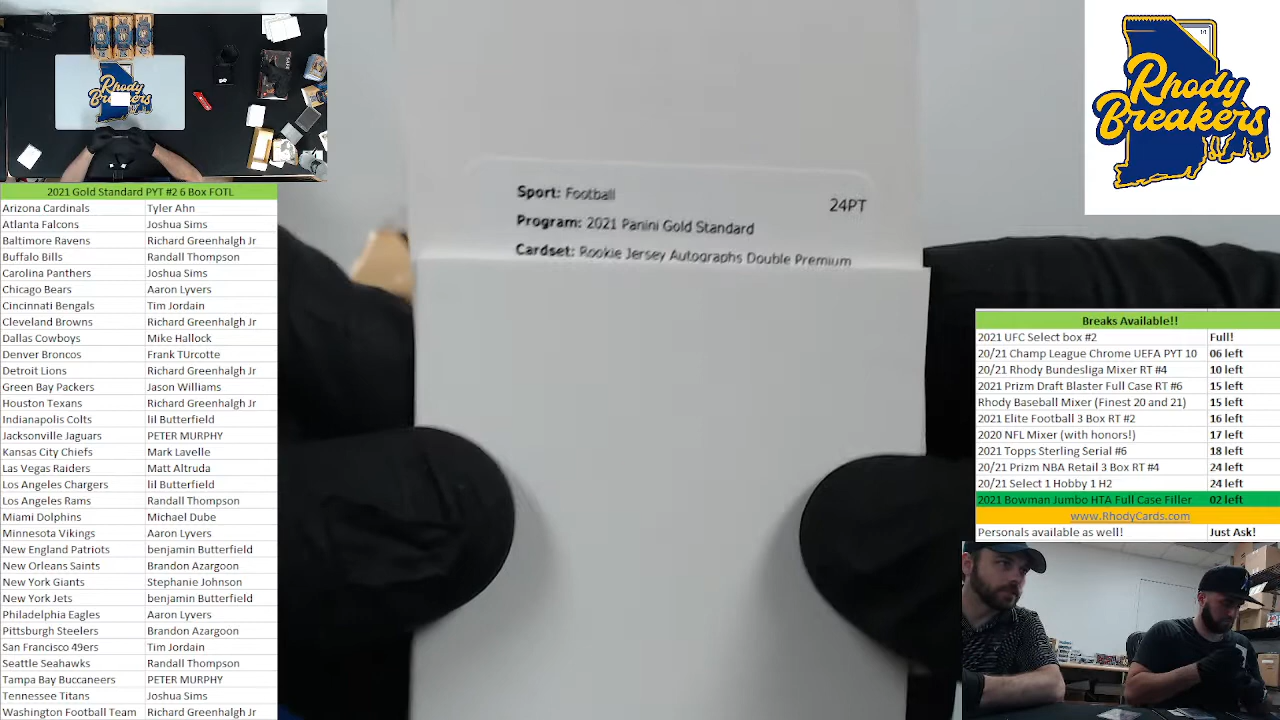 Rhody
Breakers
1/1
Rhody
Breakers
2021 Gold Standard PYT #2 6 Box FOTL
Arizona Cardinals Tyler Ahn
Atlanta Falcons Joshua Sims
Baltimore Ravens Richard Greenhalgh Jr
Buffalo Bills Randall Thompson
Carolina Panthers Joshua Sims
Chicago Bears Aaron Lyvers
Cincinnati Bengals Tim Jordain
Cleveland Browns Richard Greenhalgh Jr
Dallas Cowboys Mike Hallock
Denver Broncos Frank TUrcotte
Detroit Lions Richard Greenhalgh Jr
Green Bay Packers Jason Williams
Houston Texans Richard Greenhalgh Jr
Indianapolis Colts lil Butterfield
Jacksonville Jaguars PETER MURPHY
Kansas City Chiefs Mark Lavelle
Las Vegas Raiders Matt Altruda
Los Angeles Chargers lil Butterfield
Los Angeles Rams Randall Thompson
Miami Dolphins Michael Dube
Minnesota Vikings Aaron Lyvers
New England Patriots benjamin Butterfield
New Orleans Saints Brandon Azargoon
New York Giants Stephanie Johnson
New York Jets benjamin Butterfield
Philadelphia Eagles Aaron Lyvers
Pittsburgh Steelers Brandon Azargoon
San Francisco 49ers Tim Jordain
Seattle Seahawks Randall Thompson
Tampa Bay Buccaneers PETER MURPHY
Tennessee Titans Joshua Sims
Washington Football Team Richard Greenhalgh Jr
Sport: Football 24PT
Program: 2021 Panini Gold Standard
Cardset: Rookie Jersey Autographs Double Premium
Breaks Available!!
2021 UFC Select box #2 Full!
20/21 Champ League Chrome UEFA PYT 10 06 left
20/21 Rhody Bundesliga Mixer RT #4 10 left
2021 Prizm Draft Blaster Full Case RT #6 15 left
Rhody Baseball Mixer (Finest 20 and 21) 15 left
2021 Elite Football 3 Box RT #2 16 left
2020 NFL Mixer (with honors!) 17 left
2021 Topps Sterling Serial #6 18 left
20/21 Prizm NBA Retail 3 Box RT #4 24 left
20/21 Select 1 Hobby 1 H2 24 left
2021 Bowman Jumbo HTA Full Case Filler 02 left
www.RhodyCards.com
Personals available as well! Just Ask!